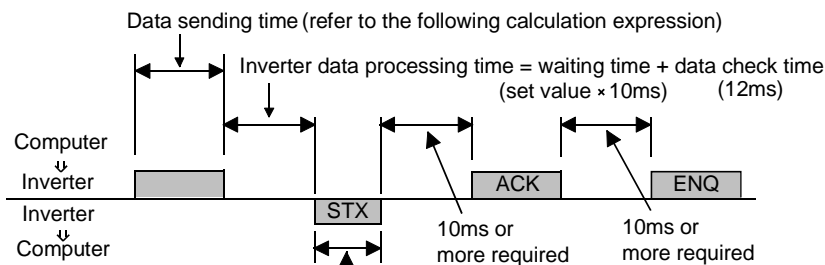 Data sending time (refer to the following calculation expression)
Inverter data processing time = waiting time + data check time
(set value × 10ms)
(12ms)
Computer
⇓
Inverter
ACK
ENQ
Inverter
⇓
Computer
STX
10ms or
more required
10ms or
more required